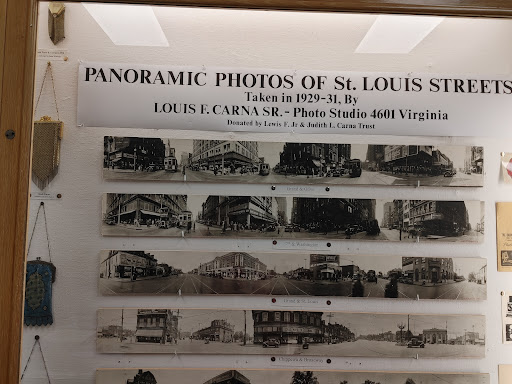 PANORAMIC PHOTOS OF St. LOUIS STREETS
Taken in 1929-31, By
LOUIS F. CARNA SR. - Photo Studio 4601 Virginia
Donated by Lewis F. Jr & Judith L. Carna Trust